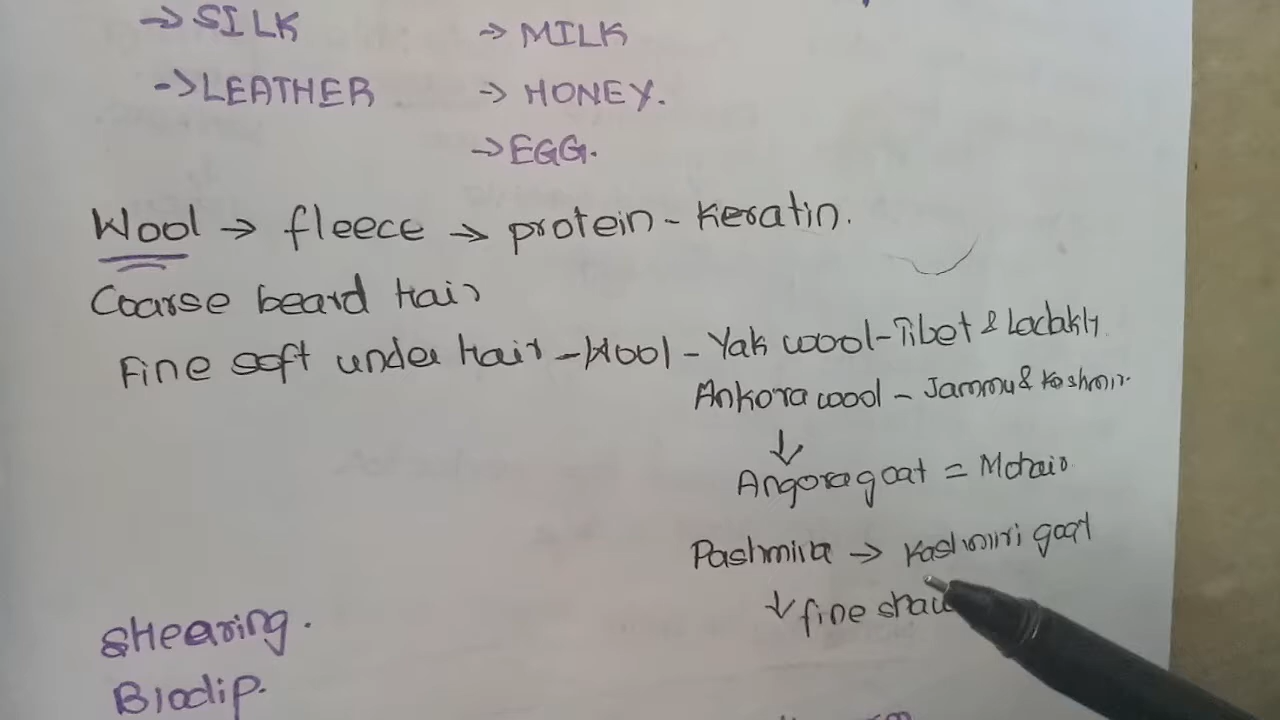 → SILK → MILK
→ LEATHER → HONEY.
→ EGG.
Wool → fleece → protein - Keratin.
Coarse beard Hair
Fine soft under Hair - Wool - Yak wool - Tibet & Ladakh
Ankora wool - Jammu & Kashmir.
↓
Angora goat = Mohair
Pashmina → Kashmiri goat
↓ fine
Shearing.
Biodip.